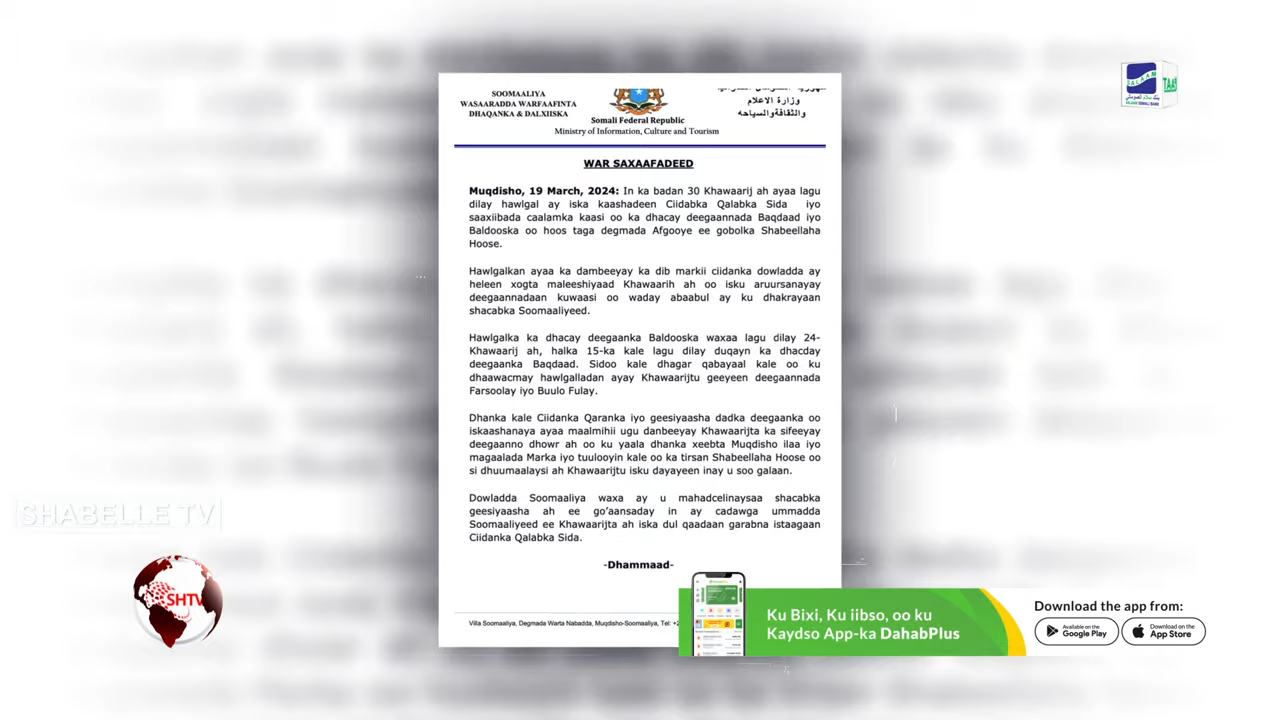 SOOMAALIYA
WASAARADDA WARFAAFINTA
DHAQANKA & DALXIISKA
Somali Federal Republic
Ministry of Information, Culture and Tourism
وزارة الاعلام
والثقافةوالسياحه
WAR SAXAAFADEED
Muqdisho, 19 March, 2024: In ka badan 30 Khawaarij ah ayaa lagu
dilay hawlgal ay iska kaashadeen Ciidabka Qalabka Sida iyo
saaxiibada caalamka kaasi oo ka dhacay deegaannada Baqdaad iyo
Baldooska oo hoos taga degmada Afgooye ee gobolka Shabeellaha
Hoose.
Hawlgalkan ayaa ka dambeeyay ka dib markii ciidanka dowladda ay
heleen xogta maleeshiyaad Khawaarih ah oo isku aruursanayay
deegaannadaan kuwaasi oo waday abaabul ay ku dhakrayaan
shacabka Soomaaliyeed.
Hawlgalka ka dhacay deegaanka Baldooska waxaa lagu dilay 24-
Khawaarij ah, halka 15-ka kale lagu dilay duqayn ka dhacday
deegaanka Baqdaad. Sidoo kale dhagar qabayaal kale oo ku
dhaawacmay hawlgalladan ayay Khawaarijtu geeyeen deegaannada
Farsoolay iyo Buulo Fulay.
Dhanka kale Ciidanka Qaranka iyo geesiyaasha dadka deegaanka oo
iskaashanaya ayaa maalmihii ugu danbeeyay Khawaarijta ka sifeeyay
deegaanno dhowr ah oo ku yaala dhanka xeebta Muqdisho ilaa iyo
magaalada Marka iyo tuulooyin kale oo ka tirsan Shabeellaha Hoose oo
si dhuumaalaysi ah Khawaarijtu isku dayayeen inay u soo galaan.
Dowladda Soomaaliya waxa ay u mahadcelinaysaa shacabka
geesiyaasha ah ee go’aansaday in ay cadawga ummadda
Soomaaliyeed ee Khawaarijta ah iska dul qaadaan garabna istaagaan
Ciidanka Qalabka Sida.
-Dhammaad-
Villa Soomaaliya, Degmada Warta Nabadda, Muqdisho-Soomaaliya, Tel: +2
SHABELLE TV
SHTV
SALAAM
TAAJ
Ku Bixi, Ku iibso, oo ku
Kaydso App-ka DahabPlus
Download the app from:
Available on the
Google Play
Download on the
App Store